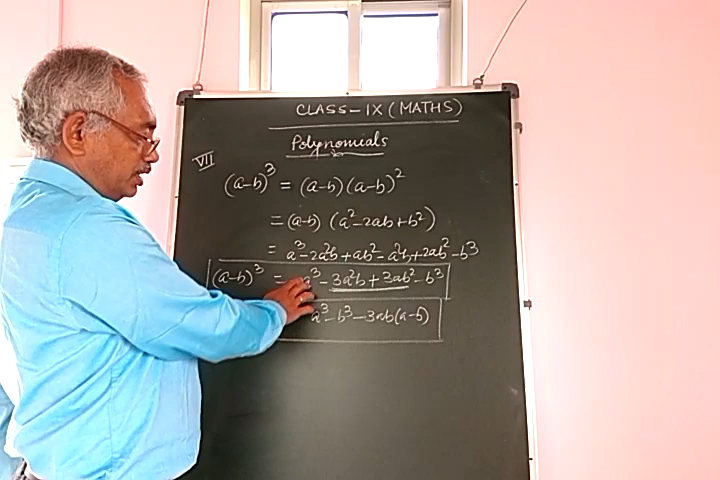 CLASS-IX (MATHS)
Polynomials
VII
(a-b)³ = (a-b)(a-b)²
= (a-b) (a²-2ab+b²)
= a³-2a²b+ab²-a²b+2ab²-b³
(a-b)³ = a³-3a²b+3ab²-b³
a³-b³-3ab(a-b)